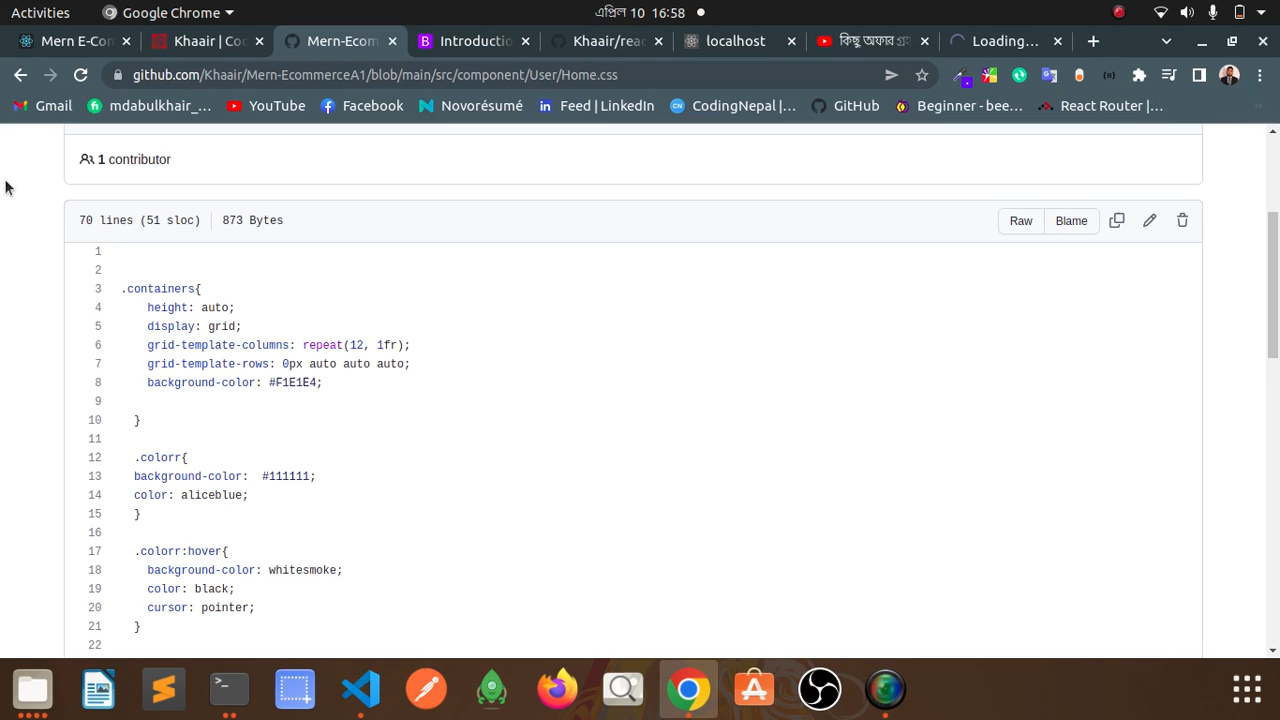 Activities Google Chrome এপ্রিল 10 16:58
Mern E-Con Khaair | Coc Mern-Ecom Introductio Khaair/reac localhost কিছু অফার গ্রহ Loading...
github.com/Khaair/Mern-EcommerceA1/blob/main/src/component/User/Home.css
Gmail mdabulkhair_... YouTube Facebook Novorésumé Feed | LinkedIn CodingNepal |... GitHub Beginner - bee... React Router |...
1 contributor
70 lines (51 sloc) 873 Bytes Raw Blame
1
2
3 .containers{
4 height: auto;
5 display: grid;
6 grid-template-columns: repeat(12, 1fr);
7 grid-template-rows: 0px auto auto auto;
8 background-color: #F1E1E4;
9
10 }
11
12 .colorr{
13 background-color:  #111111;
14 color: aliceblue;
15 }
16
17 .colorr:hover{
18 background-color: whitesmoke;
19 color: black;
20 cursor: pointer;
21 }
22